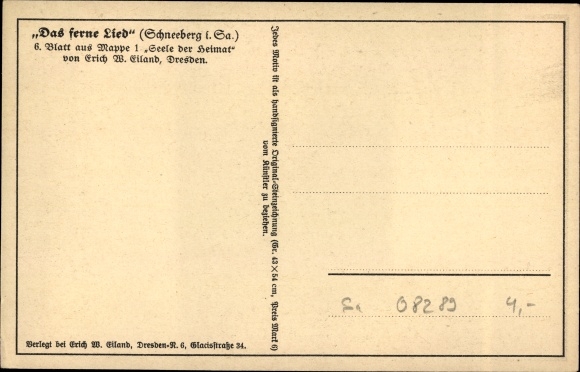 „Das ferne Lied“ (Schneeberg i. Sa.)
6. Blatt aus Mappe 1 „Seele der Heimat“
von Erich W. Eiland, Dresden.
Jedes Motiv ist als handsignierte Original-Steinzeichnung (Gr. 43×54 cm, Preis Mark 6)
vom Künstler zu beziehen.
Sa 08289 4,-
Verlegt bei Erich W. Eiland, Dresden-N. 6, Glacisstraße 34.